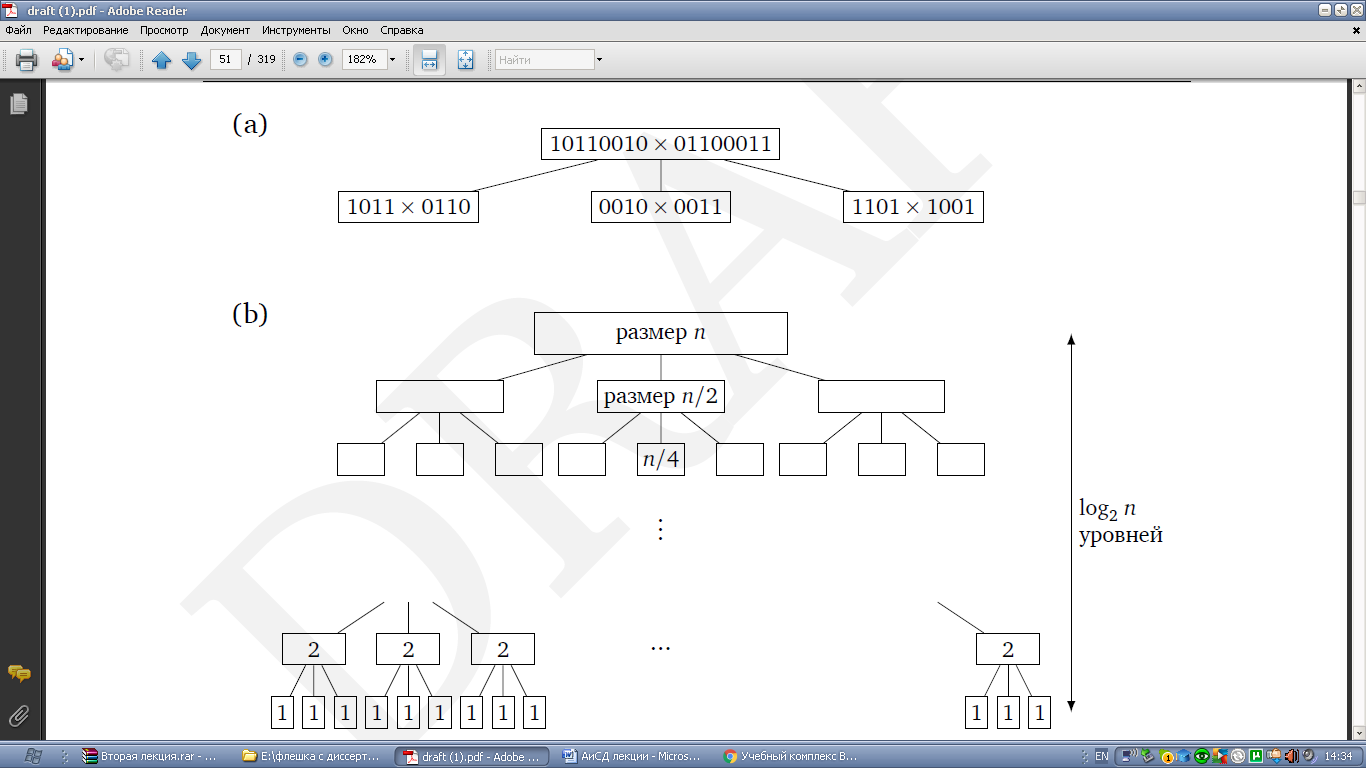 draft (1).pdf - Adobe Reader
Файл Редактирование Просмотр Документ Инструменты Окно Справка
51 / 319 182% Найти
(a)
10110010 × 01100011
1011 × 0110 0010 × 0011 1101 × 1001
(b)
размер n
размер n/2
n/4
⋮
log₂ n
уровней
2 2 2 ... 2
1 1 1 1 1 1 1 1 1 1 1 1
DRAF
Вторая лекция.rar - ... E:\флешка с диссерт... draft (1).pdf - Adobe ... АиСД лекции - Micros... Учебный комплекс В... EN 14:34